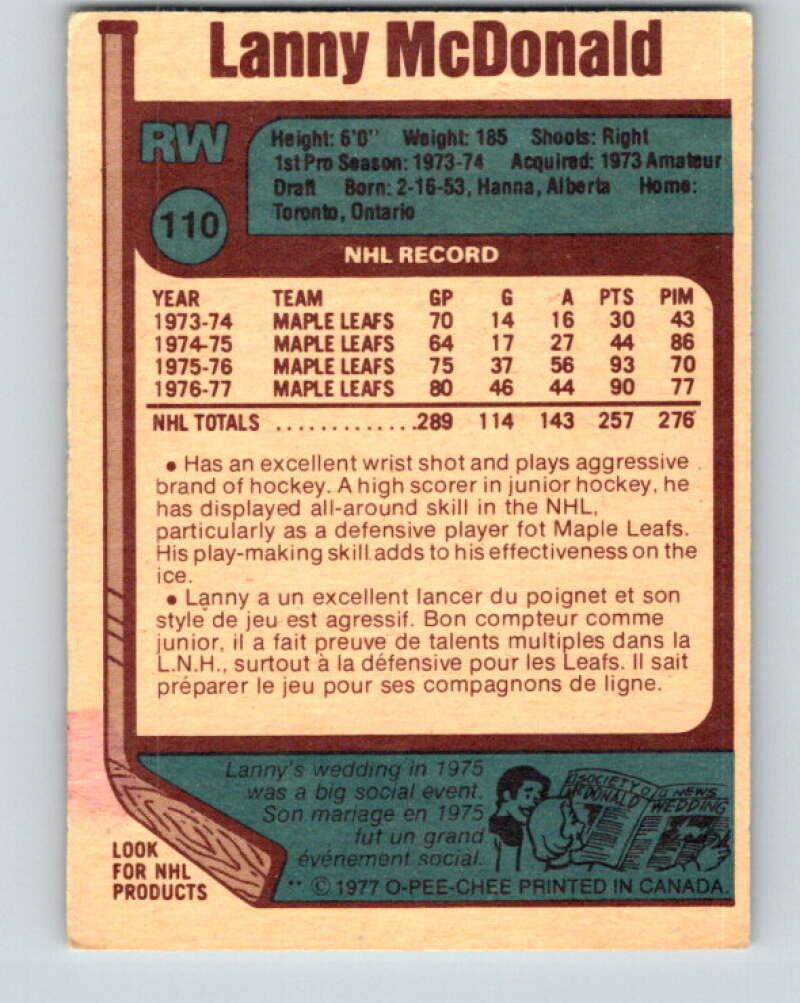 Lanny McDonald
RW
110
Height: 6'0" Weight: 185 Shoots: Right
1st Pro Season: 1973-74 Acquired: 1973 Amateur
Draft Born: 2-16-53, Hanna, Alberta Home:
Toronto, Ontario
NHL RECORD
YEAR TEAM GP G A PTS PIM
1973-74 MAPLE LEAFS 70 14 16 30 43
1974-75 MAPLE LEAFS 64 17 27 44 86
1975-76 MAPLE LEAFS 75 37 56 93 70
1976-77 MAPLE LEAFS 80 46 44 90 77
NHL TOTALS .............289 114 143 257 276
• Has an excellent wrist shot and plays aggressive
brand of hockey. A high scorer in junior hockey, he
has displayed all-around skill in the NHL,
particularly as a defensive player fot Maple Leafs.
His play-making skill adds to his effectiveness on the
ice.
• Lanny a un excellent lancer du poignet et son
style de jeu est agressif. Bon compteur comme
junior, il a fait preuve de talents multiples dans la
L.N.H., surtout à la défensive pour les Leafs. Il sait
préparer le jeu pour ses compagnons de ligne.
Lanny's wedding in 1975
was a big social event.
Son mariage en 1975
fut un grand
événement social.
SOCIETY
NEWS
McDONALD
WEDDING
LOOK
FOR NHL
PRODUCTS
** © 1977 O-PEE-CHEE PRINTED IN CANADA.